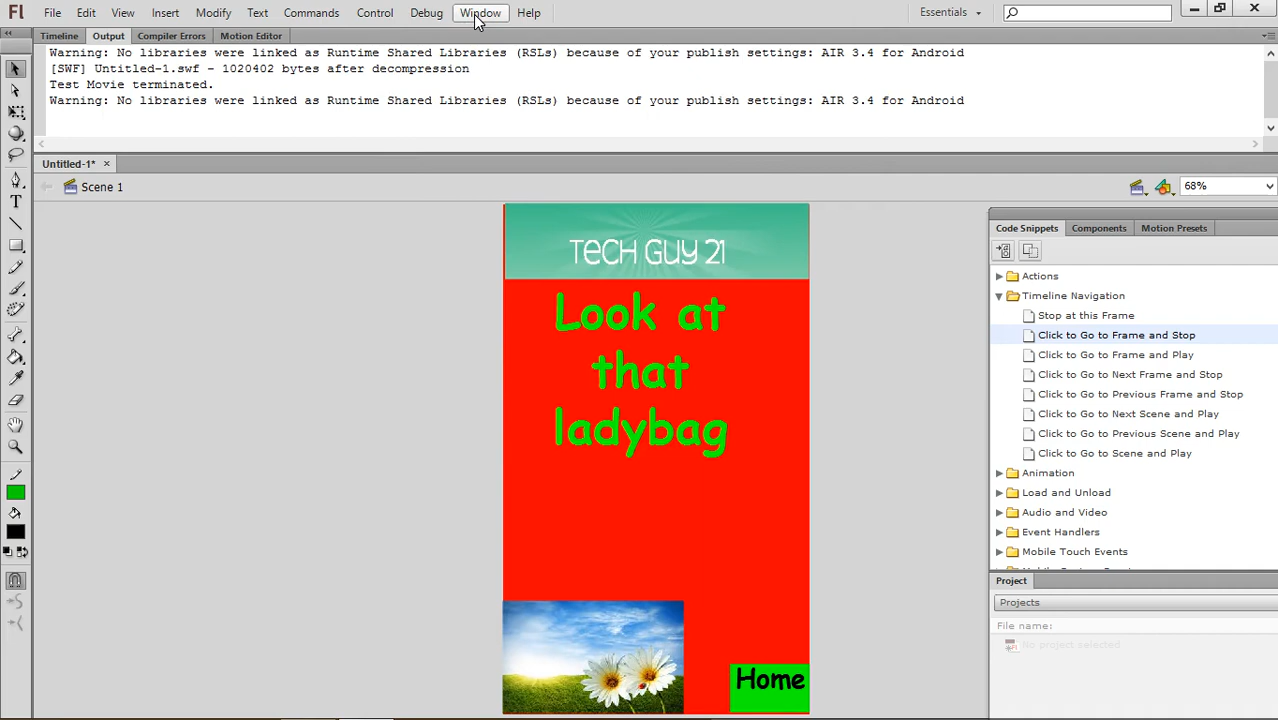 Fl File Edit View Insert Modify Text Commands Control Debug Window Help Essentials
Timeline Output Compiler Errors Motion Editor
Warning: No libraries were linked as Runtime Shared Libraries (RSLs) because of your publish settings: AIR 3.4 for Android
[SWF] Untitled-1.swf - 1020402 bytes after decompression
Test Movie terminated.
Warning: No libraries were linked as Runtime Shared Libraries (RSLs) because of your publish settings: AIR 3.4 for Android
Untitled-1*
Scene 1
68%
TECH GUY 21
Look at
that
ladybag
Home
Code Snippets Components Motion Presets
Actions
Timeline Navigation
Stop at this Frame
Click to Go to Frame and Stop
Click to Go to Frame and Play
Click to Go to Next Frame and Stop
Click to Go to Previous Frame and Stop
Click to Go to Next Scene and Play
Click to Go to Previous Scene and Play
Click to Go to Scene and Play
Animation
Load and Unload
Audio and Video
Event Handlers
Mobile Touch Events
Project
Projects
File name:
No project selected